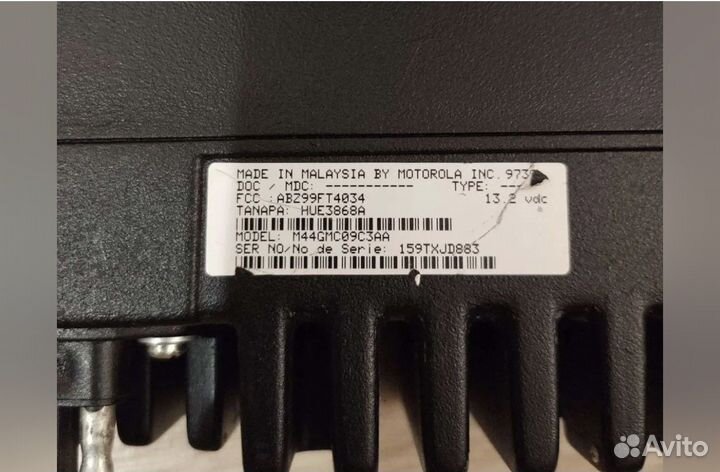 MADE IN MALAYSIA BY MOTOROLA INC. 973
DOC / MDC: ------------ TYPE: ---
FCC :ABZ99FT4034 13.2 vdc
TANAPA: HUE3868A
MODEL: M44GMC09C3AA
SER NO/No de Serie: 159TXJD883
Avito